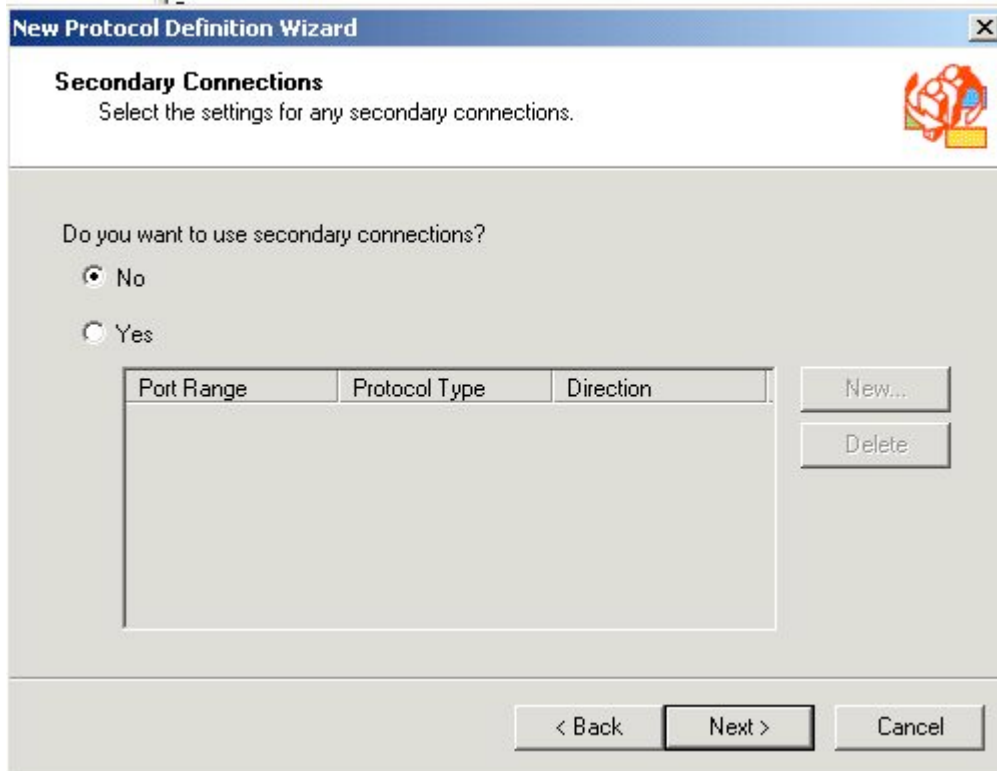 New Protocol Definition Wizard
Secondary Connections
Select the settings for any secondary connections.
Do you want to use secondary connections?
No
Yes
Port Range Protocol Type Direction
New...
Delete
< Back Next > Cancel